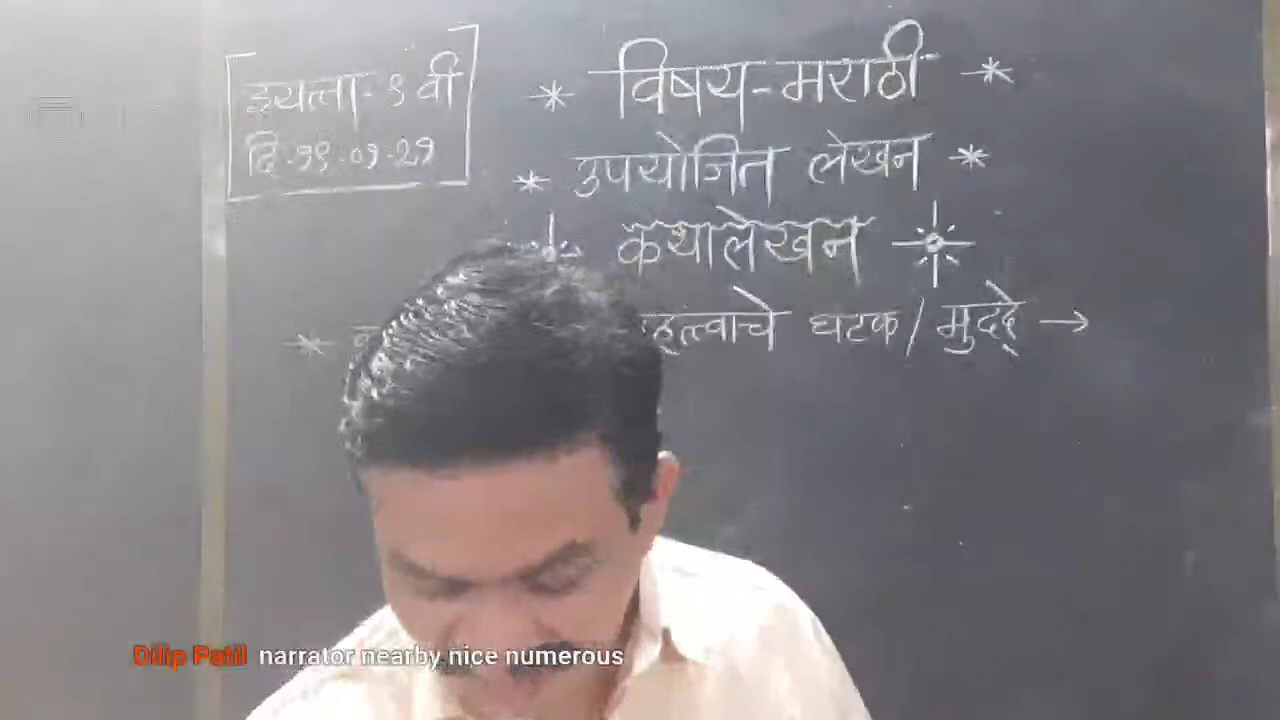 इयत्ता - ९ वी
दि. १९.०१.२१
विषय - मराठी
उपयोजित लेखन
कथालेखन
महत्त्वाचे घटक / मुद्दे →
Dilip Patil narrator nearby nice numerous